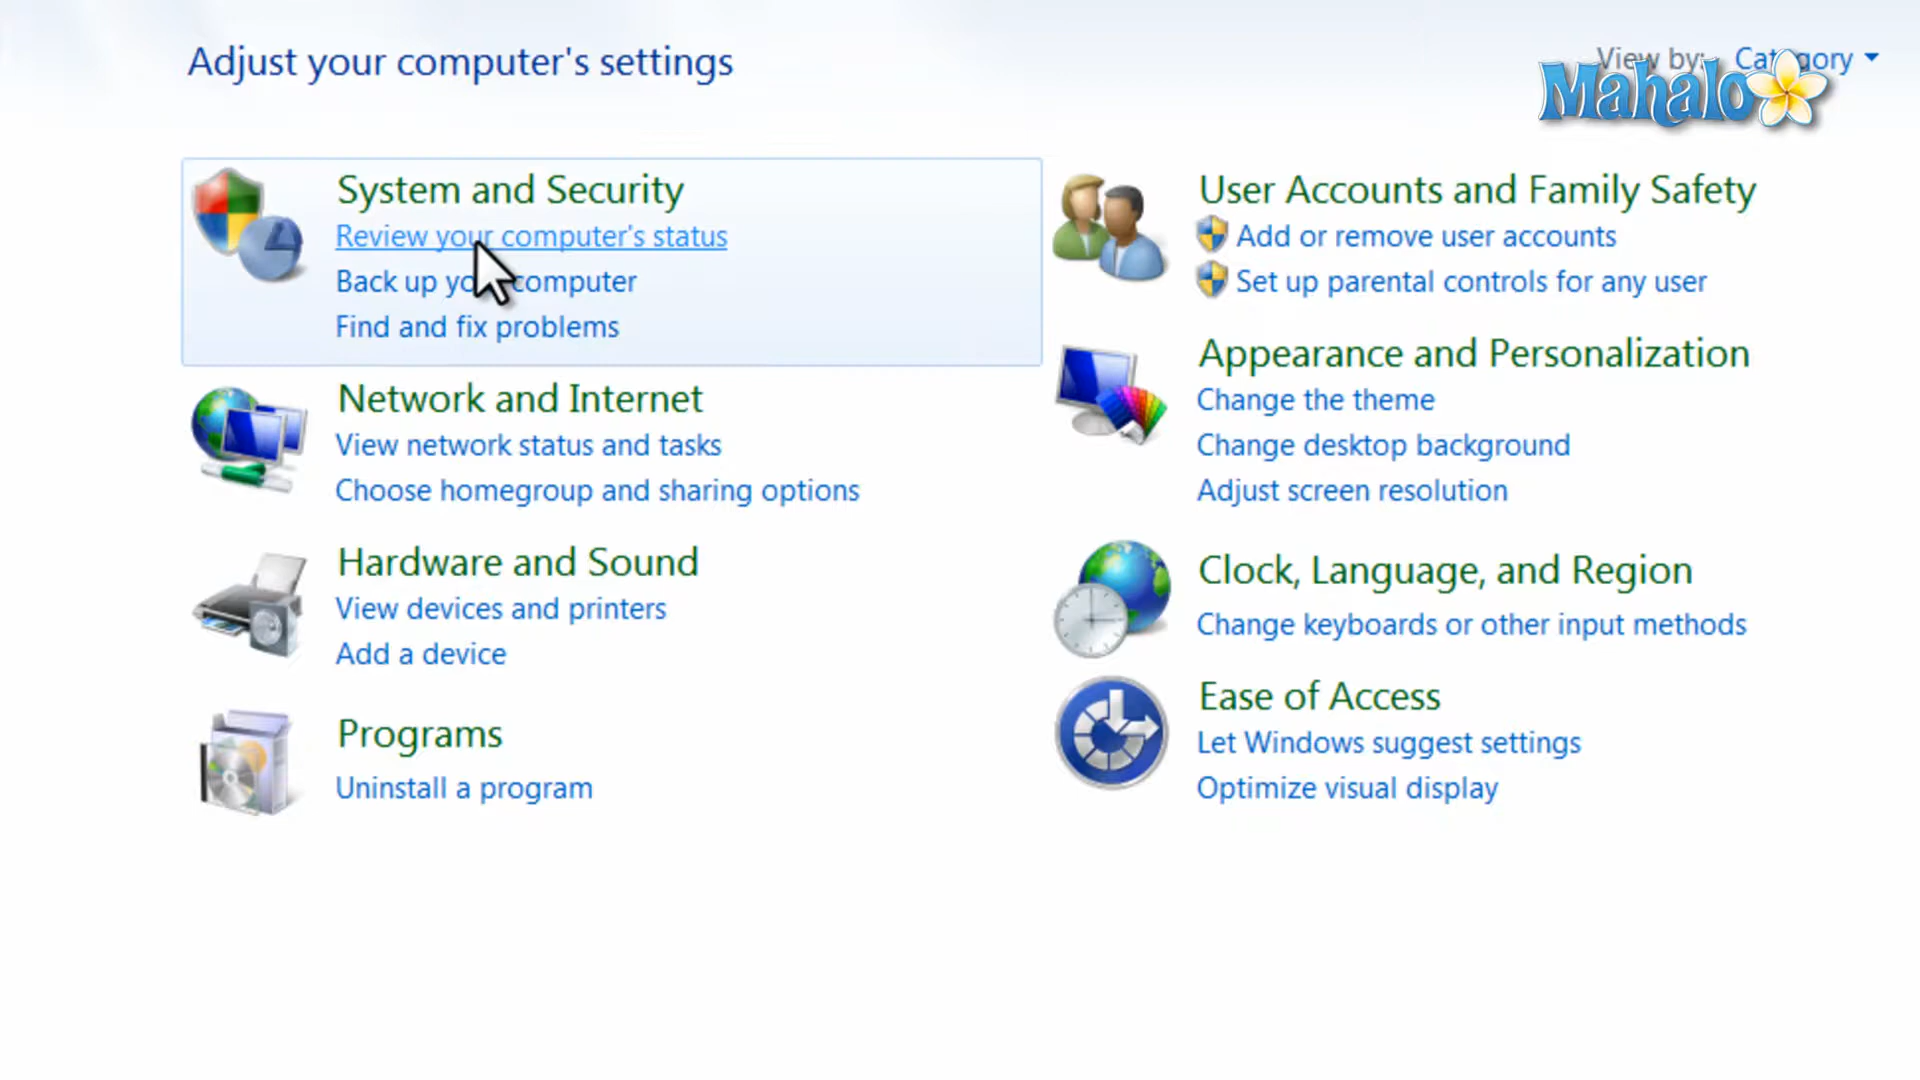 Adjust your computer's settings
View by: Category
Mahalo
System and Security
Review your computer's status
Back up your computer
Find and fix problems
Network and Internet
View network status and tasks
Choose homegroup and sharing options
Hardware and Sound
View devices and printers
Add a device
Programs
Uninstall a program
User Accounts and Family Safety
Add or remove user accounts
Set up parental controls for any user
Appearance and Personalization
Change the theme
Change desktop background
Adjust screen resolution
Clock, Language, and Region
Change keyboards or other input methods
Ease of Access
Let Windows suggest settings
Optimize visual display